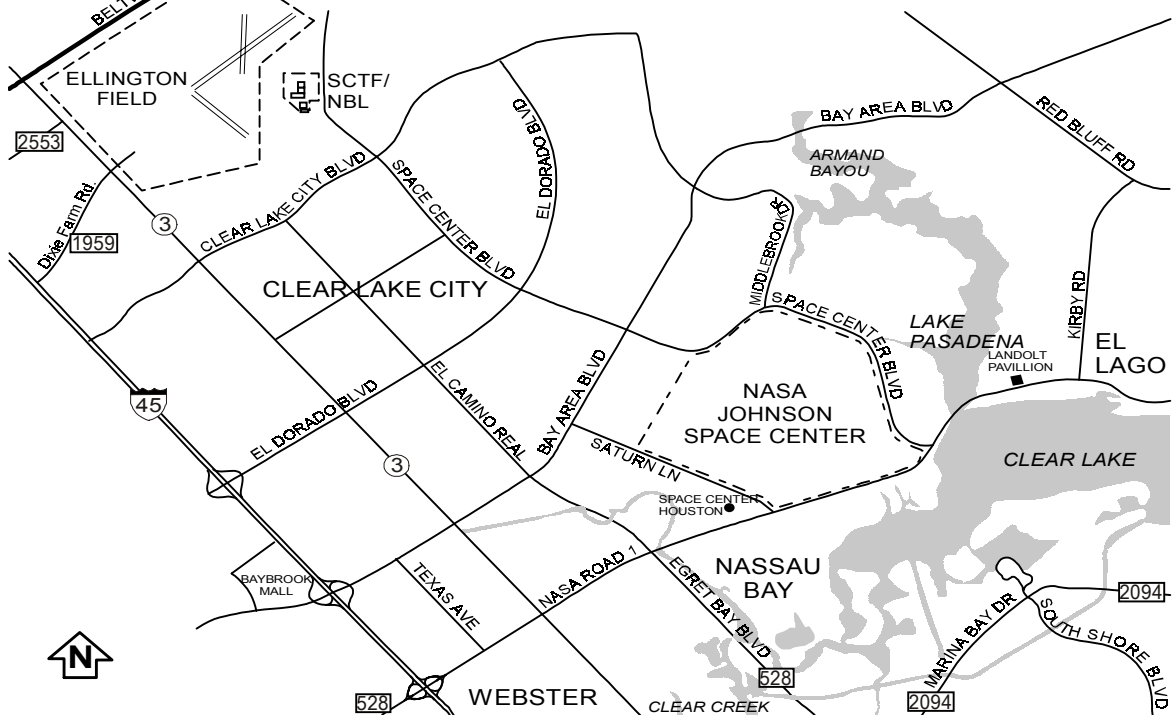 BELT
ELLINGTON
FIELD
SCTF/
NBL
2553
Dixie Farm Rd.
1959
3
CLEAR LAKE CITY BLVD
SPACE CENTER BLVD
EL DORADO BLVD
EL DORADO BLVD
BAY AREA BLVD
RED BLUFF RD
ARMAND
BAYOU
MIDDLEBROOK DR
CLEAR LAKE CITY
SPACE CENTER BLVD
LAKE
PASADENA
KIRBY RD
LANDOLT
PAVILLION
EL
LAGO
45
EL DORADO BLVD
EL CAMINO REAL
BAY AREA BLVD
NASA
JOHNSON
SPACE CENTER
3
SATURN LN
CLEAR LAKE
SPACE CENTER
HOUSTON
BAYBROOK
MALL
TEXAS AVE
NASA ROAD 1
EGRET BAY BLVD
NASSAU
BAY
MARINA BAY DR
SOUTH SHORE BLVD
2094
N
528
WEBSTER
528
CLEAR CREEK
2094